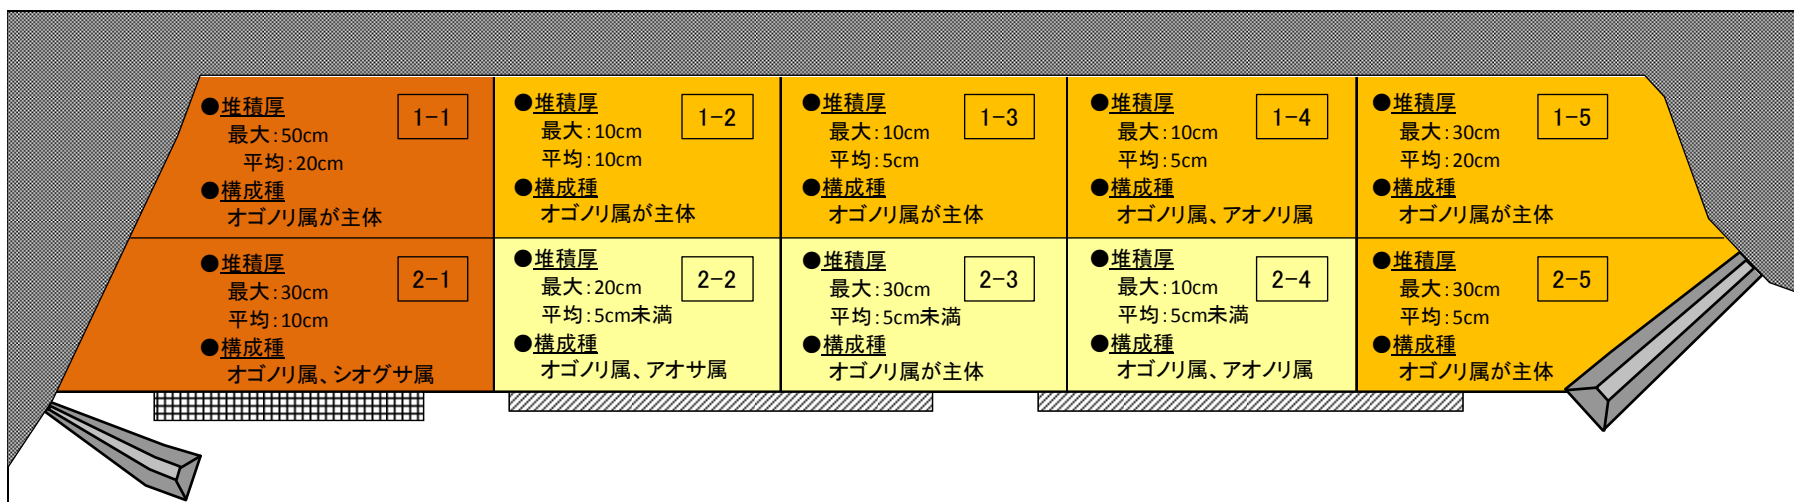 ●堆積厚
1-1
最大:50cm
平均:20cm
●構成種
オゴノリ属が主体
●堆積厚
1-2
最大:10cm
平均:10cm
●構成種
オゴノリ属が主体
●堆積厚
1-3
最大:10cm
平均:5cm
●構成種
オゴノリ属が主体
●堆積厚
1-4
最大:10cm
平均:5cm
●構成種
オゴノリ属、アオノリ属
●堆積厚
1-5
最大:30cm
平均:20cm
●構成種
オゴノリ属が主体
●堆積厚
2-1
最大:30cm
平均:10cm
●構成種
オゴノリ属、シオグサ属
●堆積厚
2-2
最大:20cm
平均:5cm未満
●構成種
オゴノリ属、アオサ属
●堆積厚
2-3
最大:30cm
平均:5cm未満
●構成種
オゴノリ属が主体
●堆積厚
2-4
最大:10cm
平均:5cm未満
●構成種
オゴノリ属、アオノリ属
●堆積厚
2-5
最大:30cm
平均:5cm
●構成種
オゴノリ属が主体